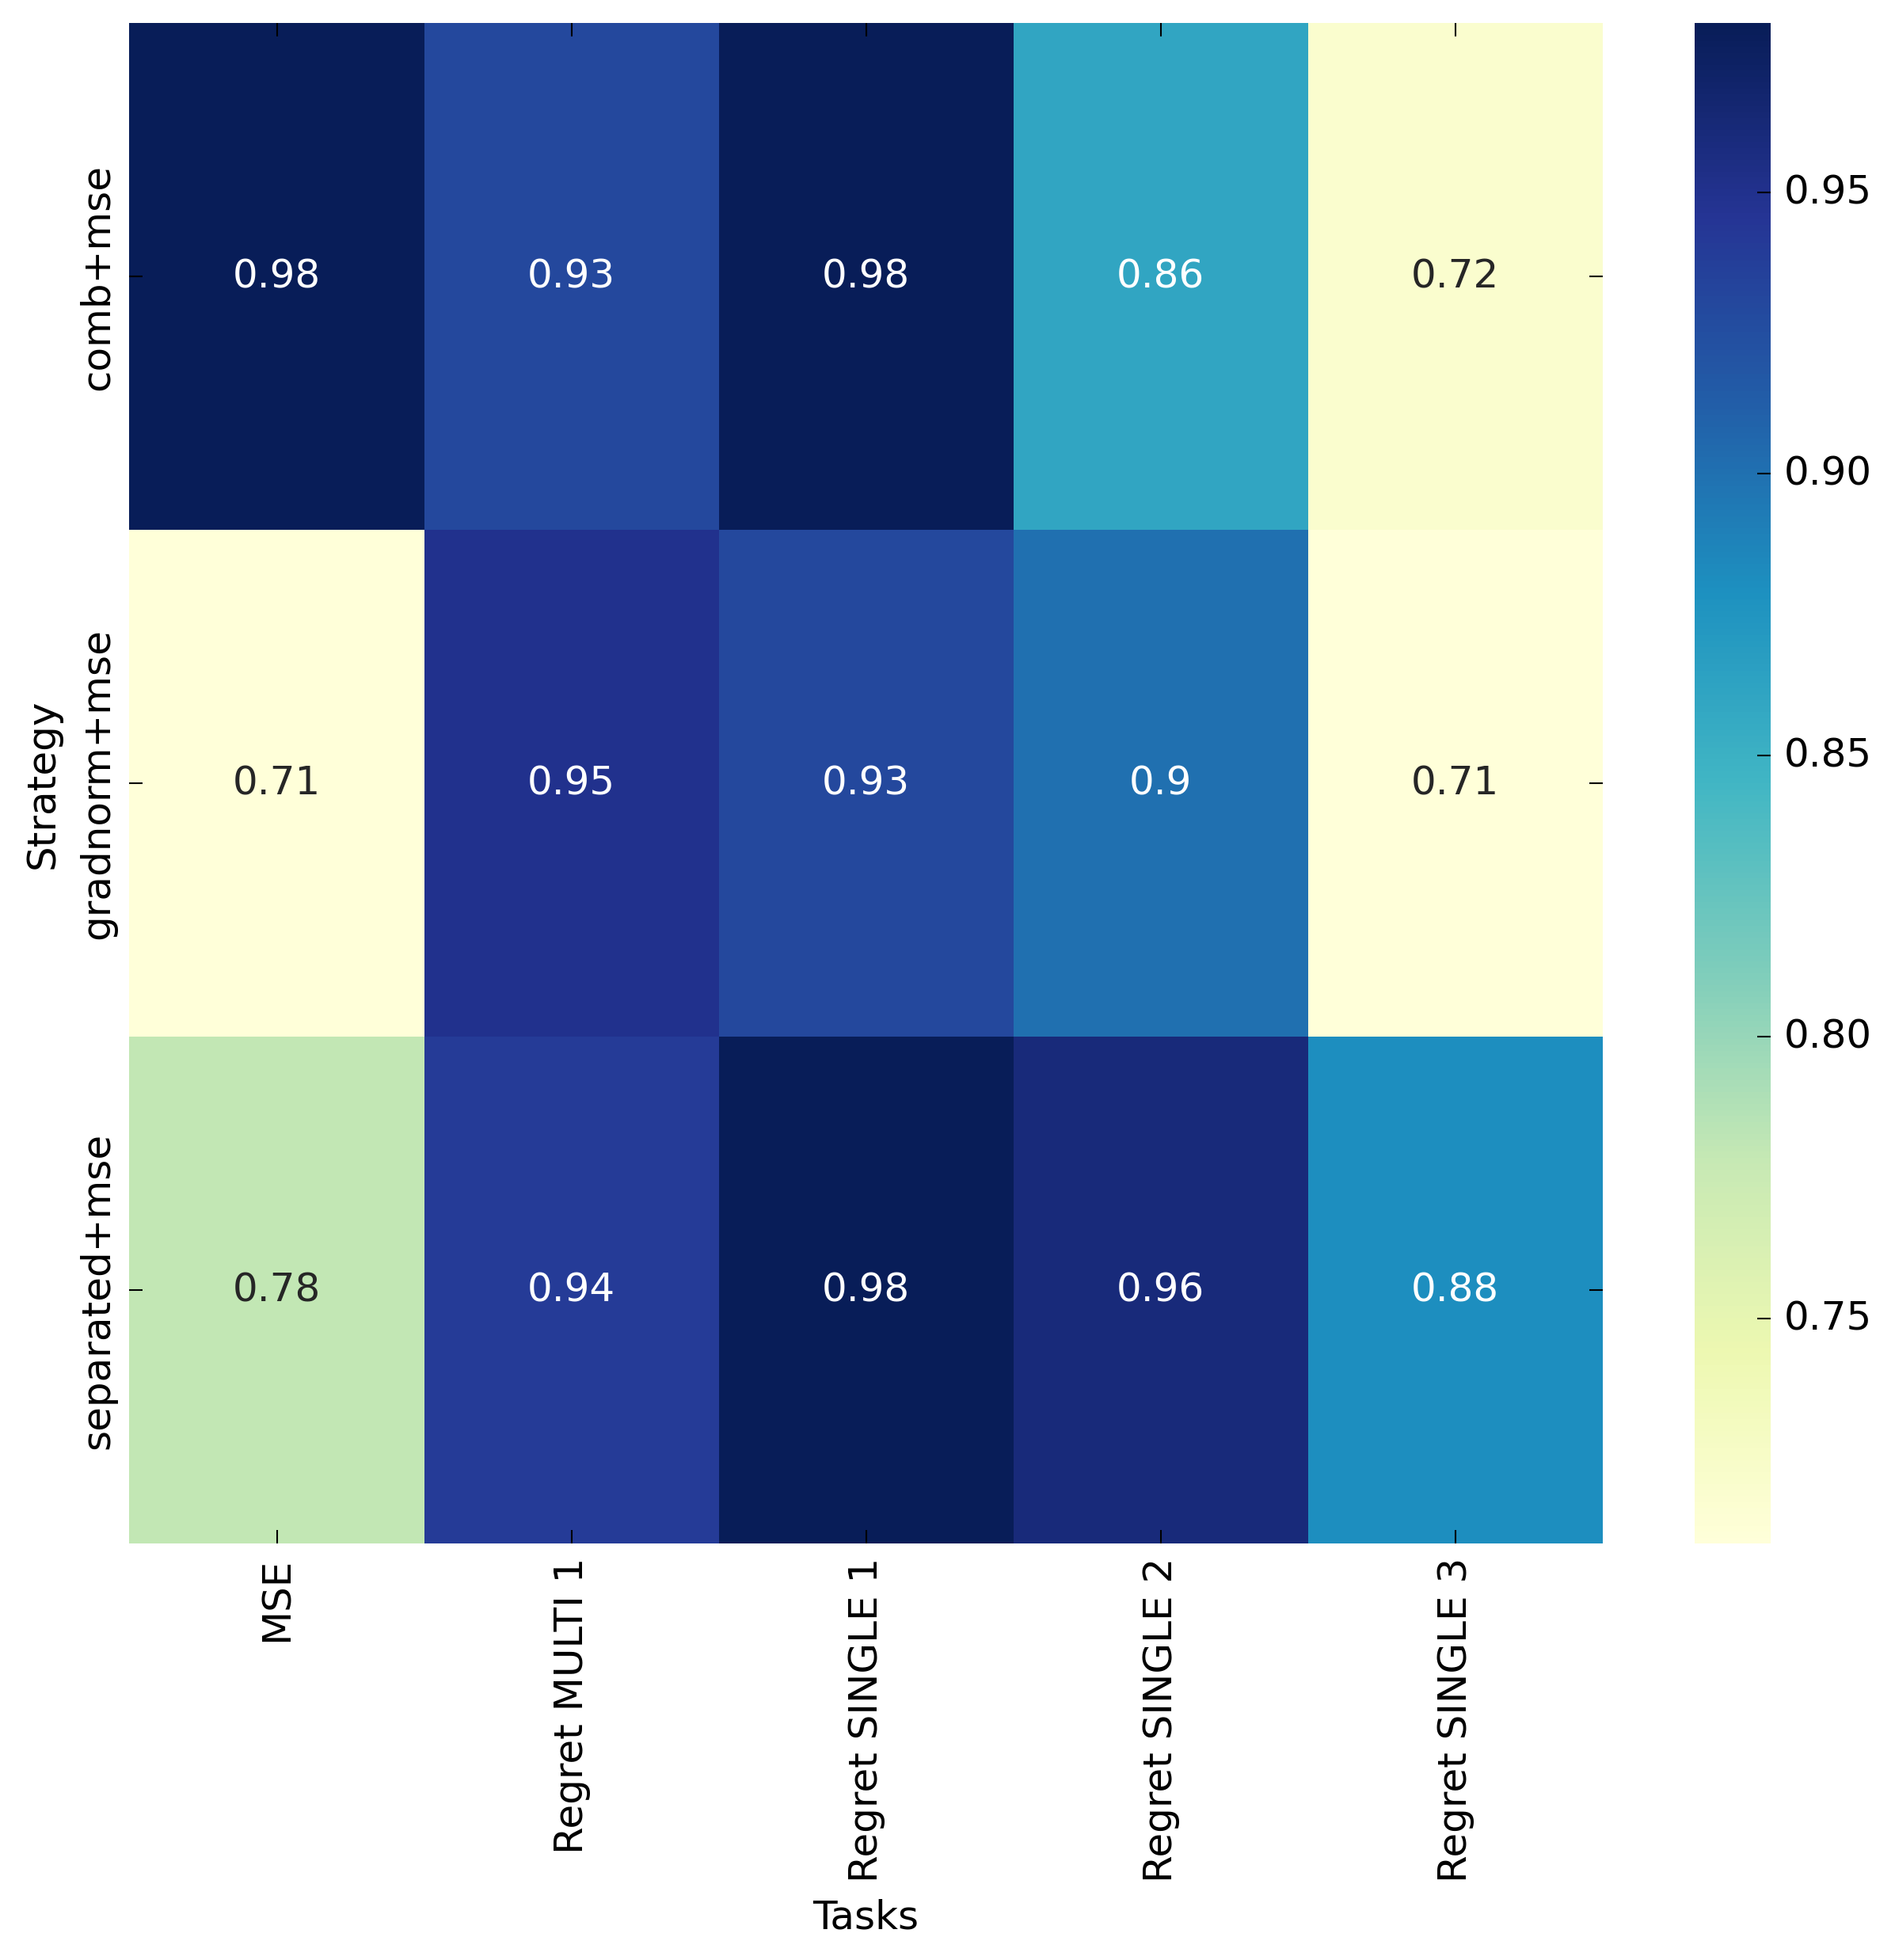 0.98 0.93 0.98 0.86 0.72
0.71 0.95 0.93 0.9 0.71
0.78 0.94 0.98 0.96 0.88
comb+mse
gradnorm+mse
separated+mse
Strategy
MSE
Regret MULTI 1
Regret SINGLE 1
Regret SINGLE 2
Regret SINGLE 3
Tasks
0.95
0.90
0.85
0.80
0.75